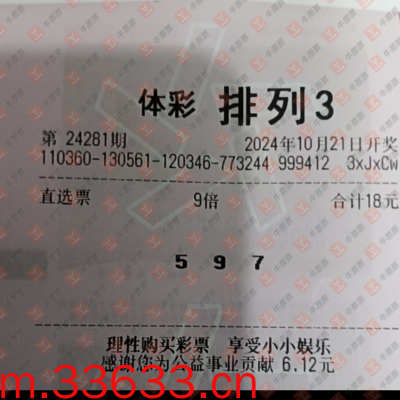 体彩 排列3
第 24281期 2024年10月21日开奖
110360-130561-120346-773244 999412 3xJxCw
直选票 9倍 合计18元
5 9 7
理性购买彩票 享受小小娱乐
感谢您为公益事业贡献 6.12元
m.33633.cn